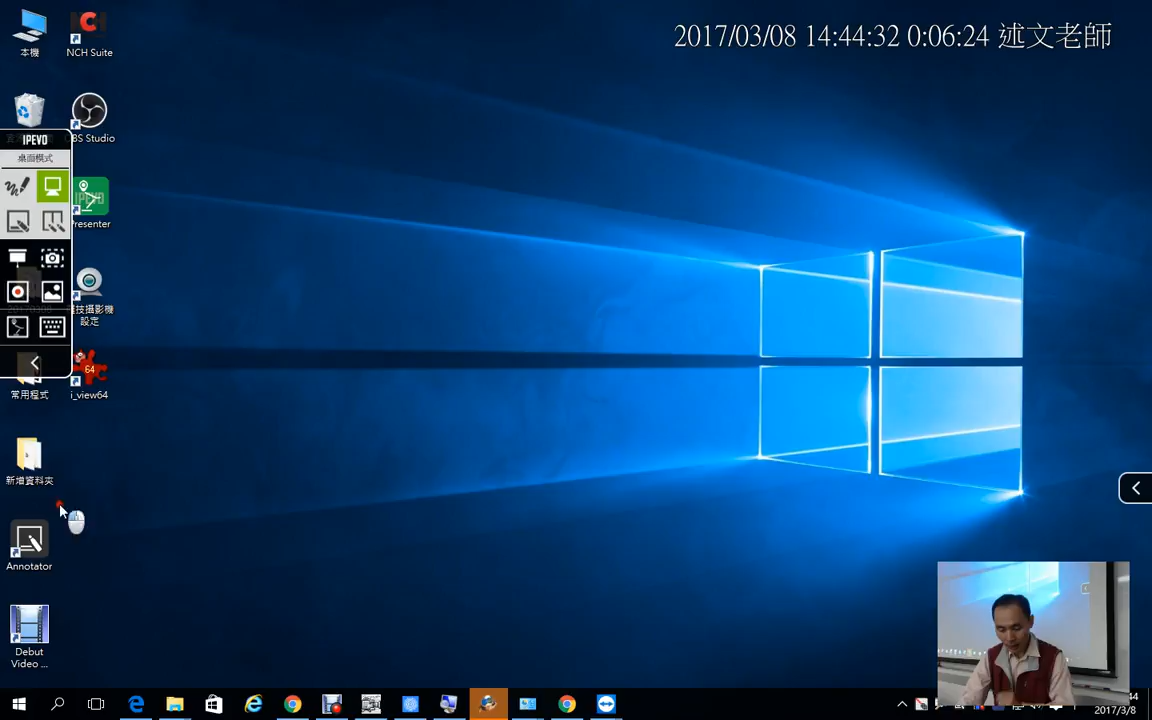 2017/03/08 14:44:32 0:06:24 述文老師
本機
NCH Suite
OBS Studio
IPEVO
桌面模式
Presenter
設定
64
i_view64
常用程式
新增資料夾
Annotator
Debut
Video ...
2017/3/8